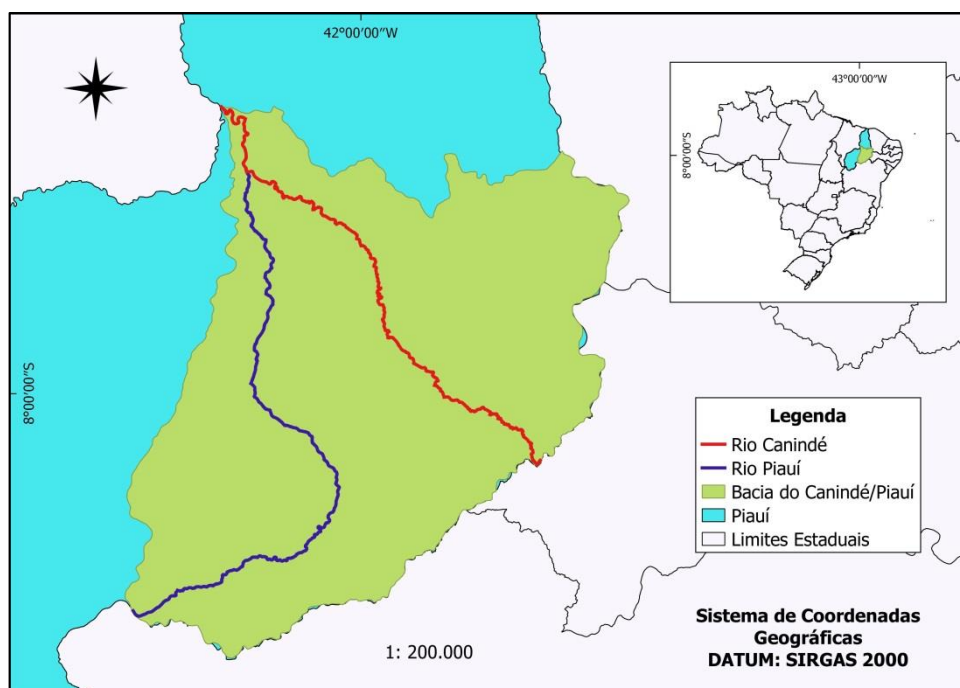 42°00'00"W
43°00'00"W
8°00'00"S
8°00'00"S
Legenda
Rio Canindé
Rio Piauí
Bacia do Canindé/Piauí
Piauí
Limites Estaduais
1: 200.000
Sistema de Coordenadas
Geográficas
DATUM: SIRGAS 2000